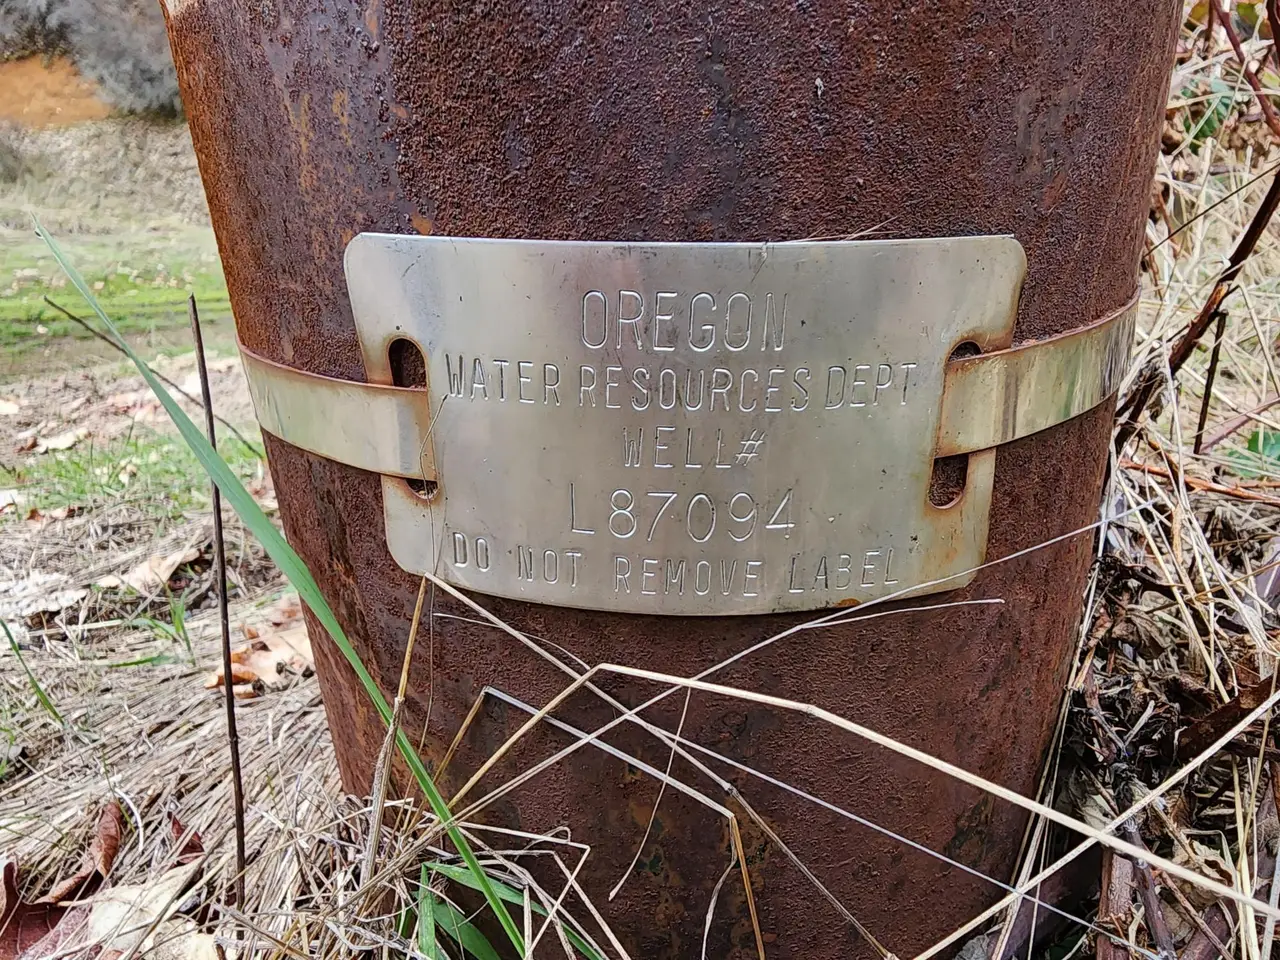 OREGON
WATER RESOURCES DEPT
WELL#
L87094
DO NOT REMOVE LABEL